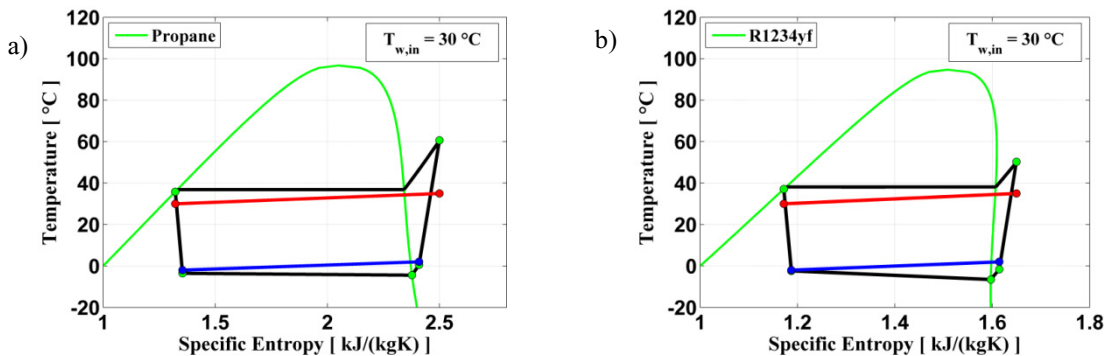 a)
Propane
T_w,in = 30 °C
120
100
80
60
40
20
0
-20
1
1.5
2
2.5
Temperature [ °C ]
Specific Entropy [ kJ/(kgK) ]
b)
R1234yf
T_w,in = 30 °C
120
100
80
60
40
20
0
-20
1
1.2
1.4
1.6
1.8
Temperature [ °C ]
Specific Entropy [ kJ/(kgK) ]